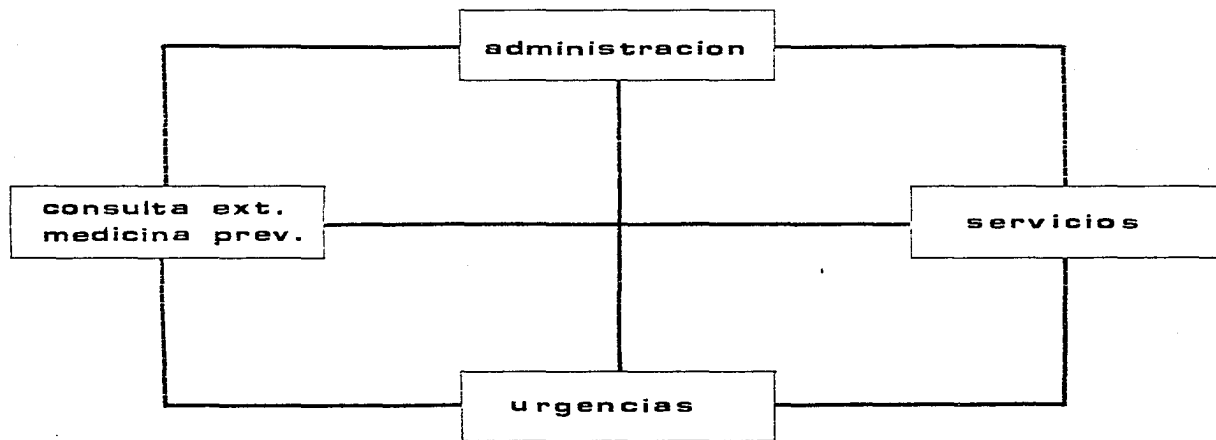 administracion
consulta ext.
medicina prev.
servicios
urgencias